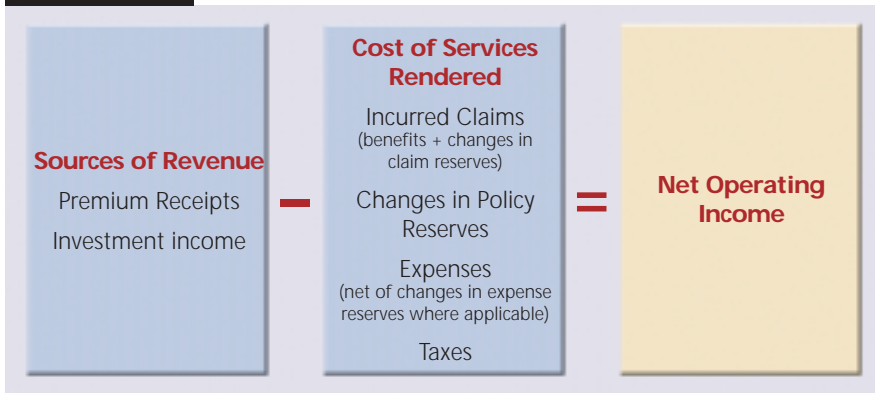 Sources of Revenue
Premium Receipts
Investment income
–
Cost of Services
Rendered
Incurred Claims
(benefits + changes in
claim reserves)
Changes in Policy
Reserves
Expenses
(net of changes in expense
reserves where applicable)
Taxes
=
Net Operating
Income